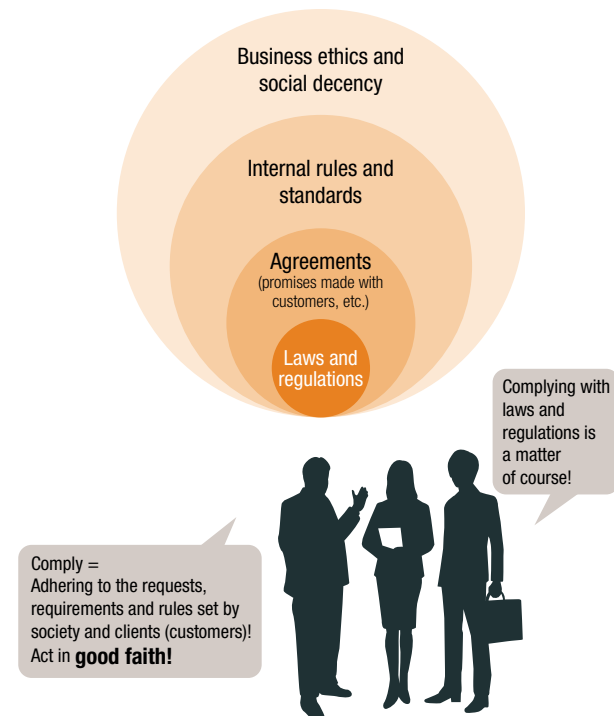 Business ethics and
social decency
Internal rules and
standards
Agreements
(promises made with
customers, etc.)
Laws and
regulations
Complying with
laws and
regulations is
a matter
of course!
Comply =
Adhering to the requests,
requirements and rules set by
society and clients (customers)!
Act in good faith!